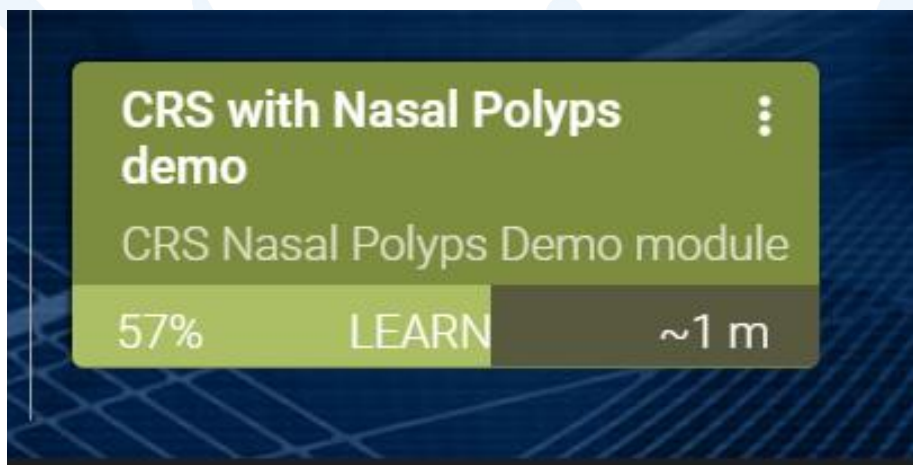 CRS with Nasal Polyps
demo
CRS Nasal Polyps Demo module
57% LEARN ~1 m